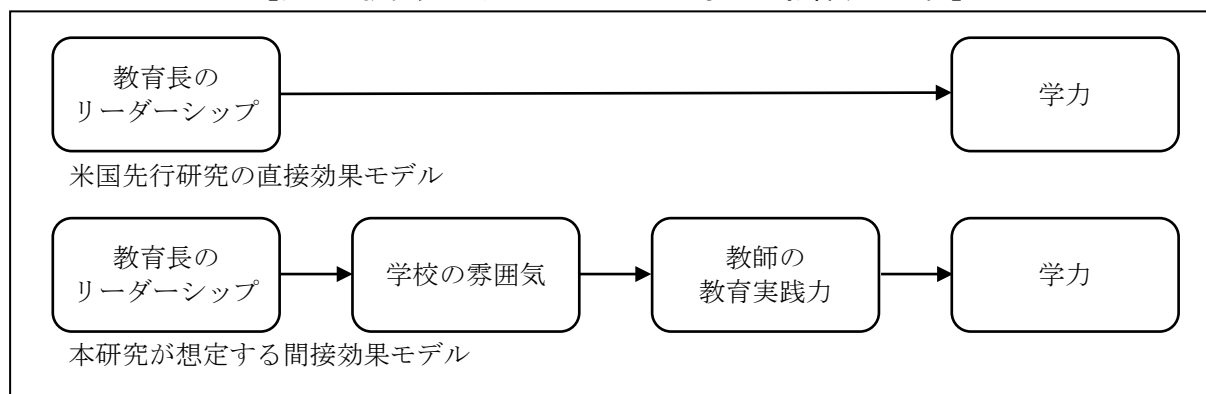 教育長の
リーダーシップ
学力
米国先行研究の直接効果モデル
教育長の
リーダーシップ
学校の雰囲気
教師の
教育実践力
学力
本研究が想定する間接効果モデル